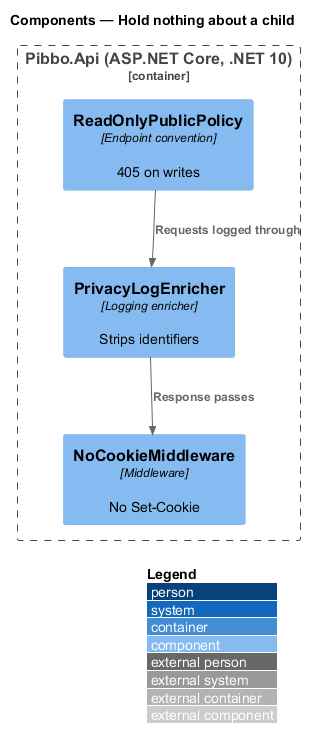 Components — Hold nothing about a child
Pibbo.Api (ASP.NET Core, .NET 10)
[container]
ReadOnlyPublicPolicy
[Endpoint convention]
405 on writes
Requests logged through
PrivacyLogEnricher
[Logging enricher]
Strips identifiers
Response passes
NoCookieMiddleware
[Middleware]
No Set-Cookie
Legend
person
system
container
component
external person
external system
external container
external component